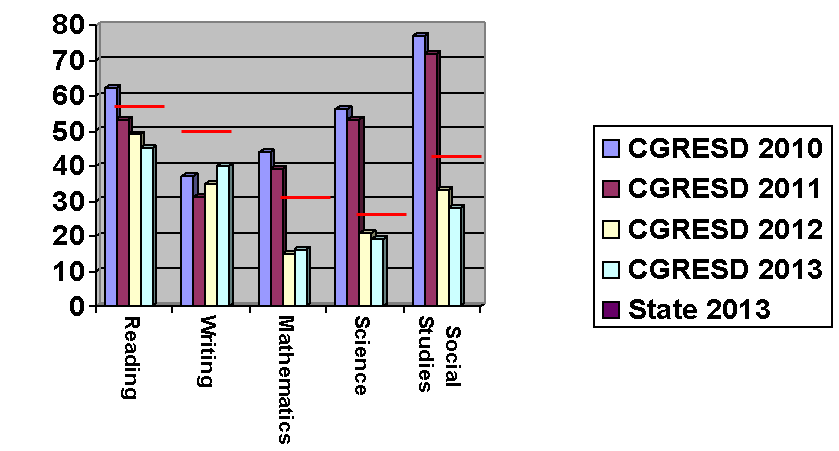 80
70
60
50
40
30
20
10
0
Reading
Writing
Mathematics
Science
Social
Studies
CGRESD 2010
CGRESD 2011
CGRESD 2012
CGRESD 2013
State 2013